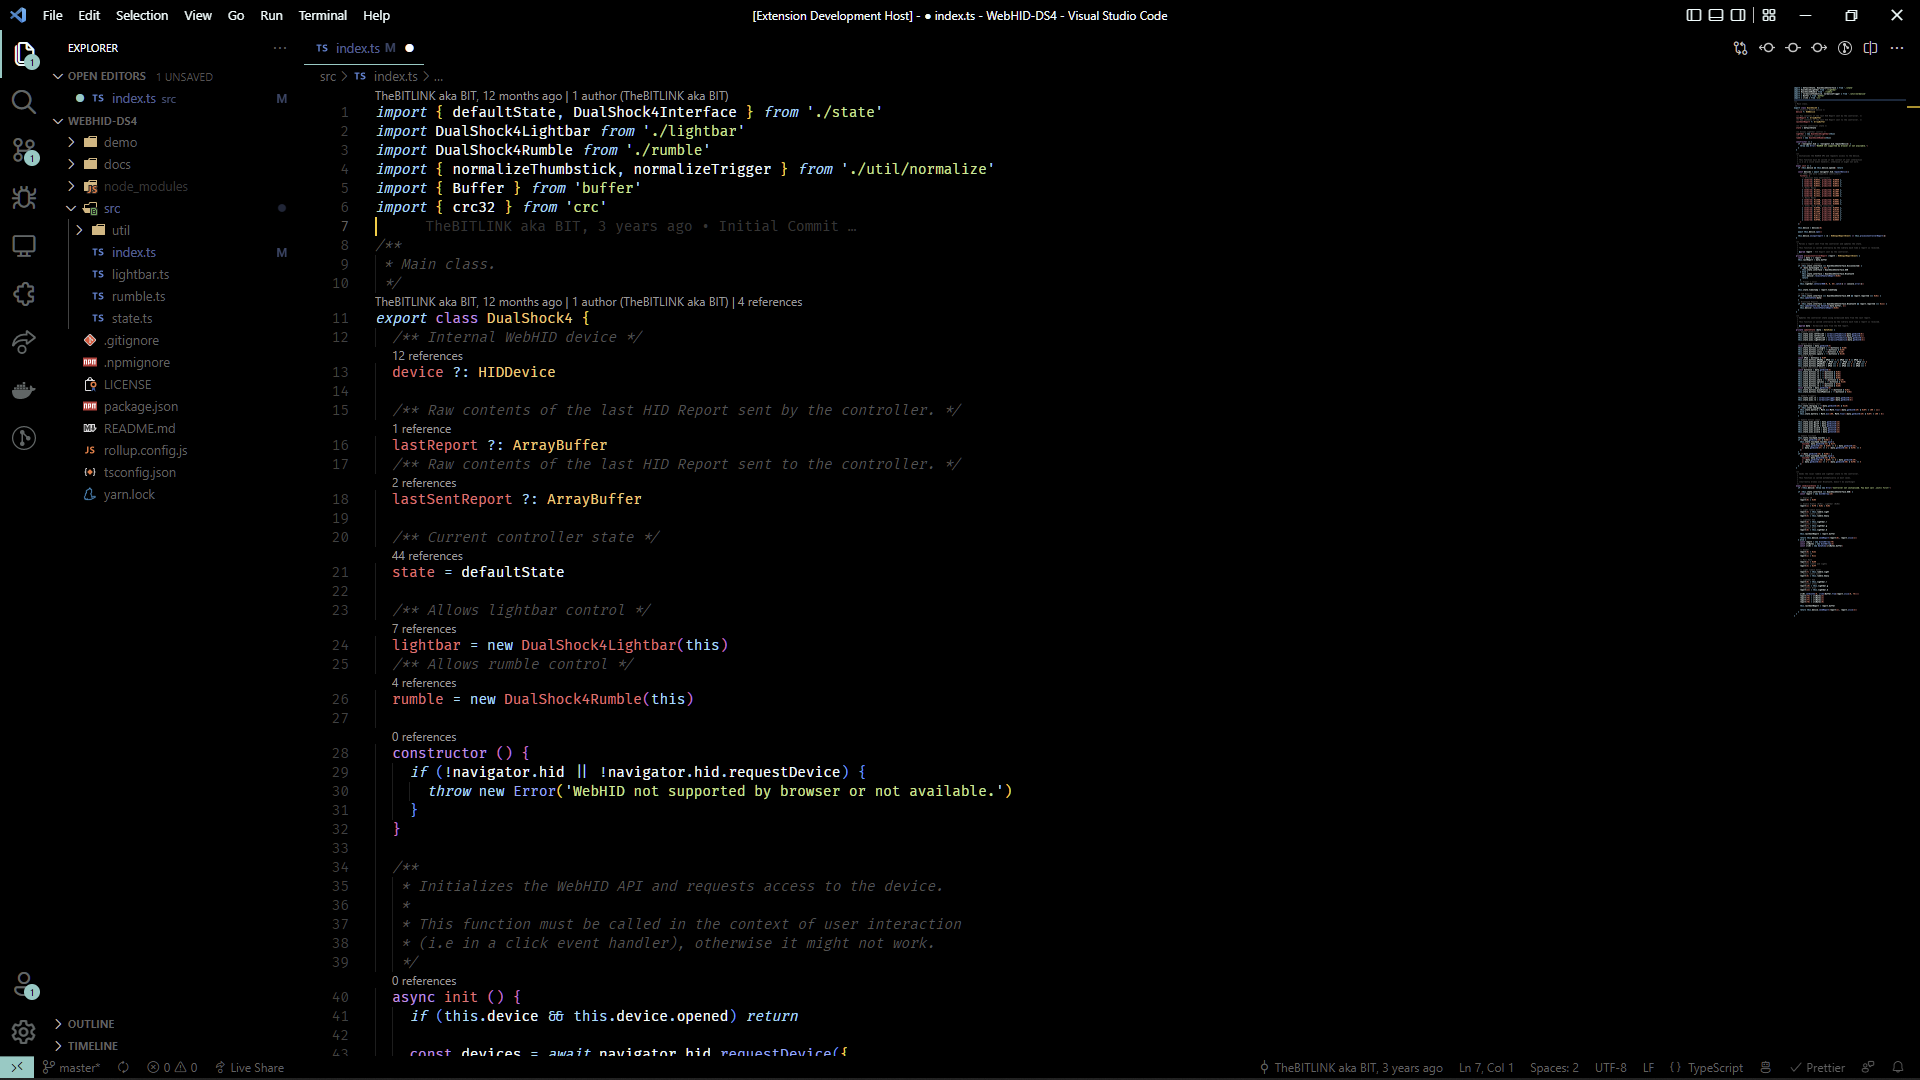 File Edit Selection View Go Run Terminal Help
[Extension Development Host] - ● index.ts - WebHID-DS4 - Visual Studio Code
EXPLORER
OPEN EDITORS 1 UNSAVED
TS index.ts src M
WEBHID-DS4
demo
docs
node_modules
src
util
TS index.ts M
TS lightbar.ts
TS rumble.ts
TS state.ts
.gitignore
.npmignore
LICENSE
package.json
README.md
JS rollup.config.js
tsconfig.json
yarn.lock
OUTLINE
TIMELINE
TS index.ts M
src > TS index.ts > ...
TheBITLINK aka BIT, 12 months ago | 1 author (TheBITLINK aka BIT)
1 import { defaultState, DualShock4Interface } from './state'
2 import DualShock4Lightbar from './lightbar'
3 import DualShock4Rumble from './rumble'
4 import { normalizeThumbstick, normalizeTrigger } from './util/normalize'
5 import { Buffer } from 'buffer'
6 import { crc32 } from 'crc'
7 TheBITLINK aka BIT, 3 years ago • Initial Commit …
8 /**
9 * Main class.
10 */
TheBITLINK aka BIT, 12 months ago | 1 author (TheBITLINK aka BIT) | 4 references
11 export class DualShock4 {
12 /** Internal WebHID device */
12 references
13 device ?: HIDDevice
14
15 /** Raw contents of the last HID Report sent by the controller. */
1 reference
16 lastReport ?: ArrayBuffer
17 /** Raw contents of the last HID Report sent to the controller. */
2 references
18 lastSentReport ?: ArrayBuffer
19
20 /** Current controller state */
44 references
21 state = defaultState
22
23 /** Allows lightbar control */
7 references
24 lightbar = new DualShock4Lightbar(this)
25 /** Allows rumble control */
4 references
26 rumble = new DualShock4Rumble(this)
27
0 references
28 constructor () {
29 if (!navigator.hid || !navigator.hid.requestDevice) {
30 throw new Error('WebHID not supported by browser or not available.')
31 }
32 }
33
34 /**
35 * Initializes the WebHID API and requests access to the device.
36 *
37 * This function must be called in the context of user interaction
38 * (i.e in a click event handler), otherwise it might not work.
39 */
0 references
40 async init () {
41 if (this.device && this.device.opened) return
42
43 const devices = await navigator.hid.requestDevice({
master* 0 0 Live Share
TheBITLINK aka BIT, 3 years ago Ln 7, Col 1 Spaces: 2 UTF-8 LF { } TypeScript Prettier